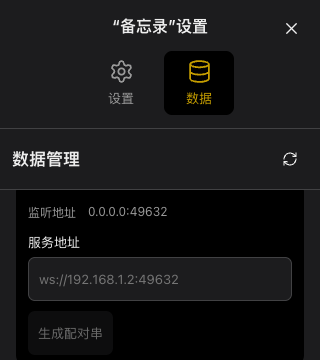 “备忘录”设置
设置
数据
数据管理
监听地址 0.0.0.0:49632
服务地址
ws://192.168.1.2:49632
生成配对串